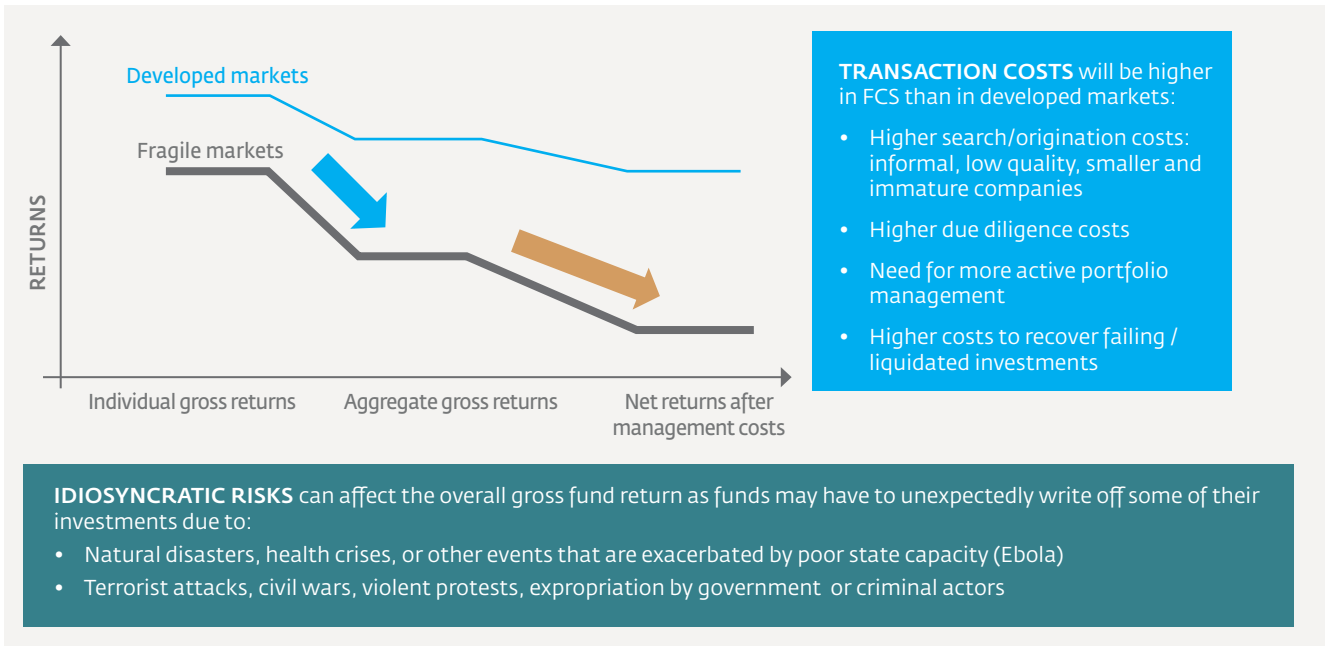 Developed markets
Fragile markets
RETURNS
Individual gross returns
Aggregate gross returns
Net returns after
management costs
TRANSACTION COSTS will be higher
in FCS than in developed markets:
• Higher search/origination costs:
informal, low quality, smaller and
immature companies
• Higher due diligence costs
• Need for more active portfolio
management
• Higher costs to recover failing /
liquidated investments
IDIOSYNCRATIC RISKS can affect the overall gross fund return as funds may have to unexpectedly write off some of their
investments due to:
• Natural disasters, health crises, or other events that are exacerbated by poor state capacity (Ebola)
• Terrorist attacks, civil wars, violent protests, expropriation by government or criminal actors